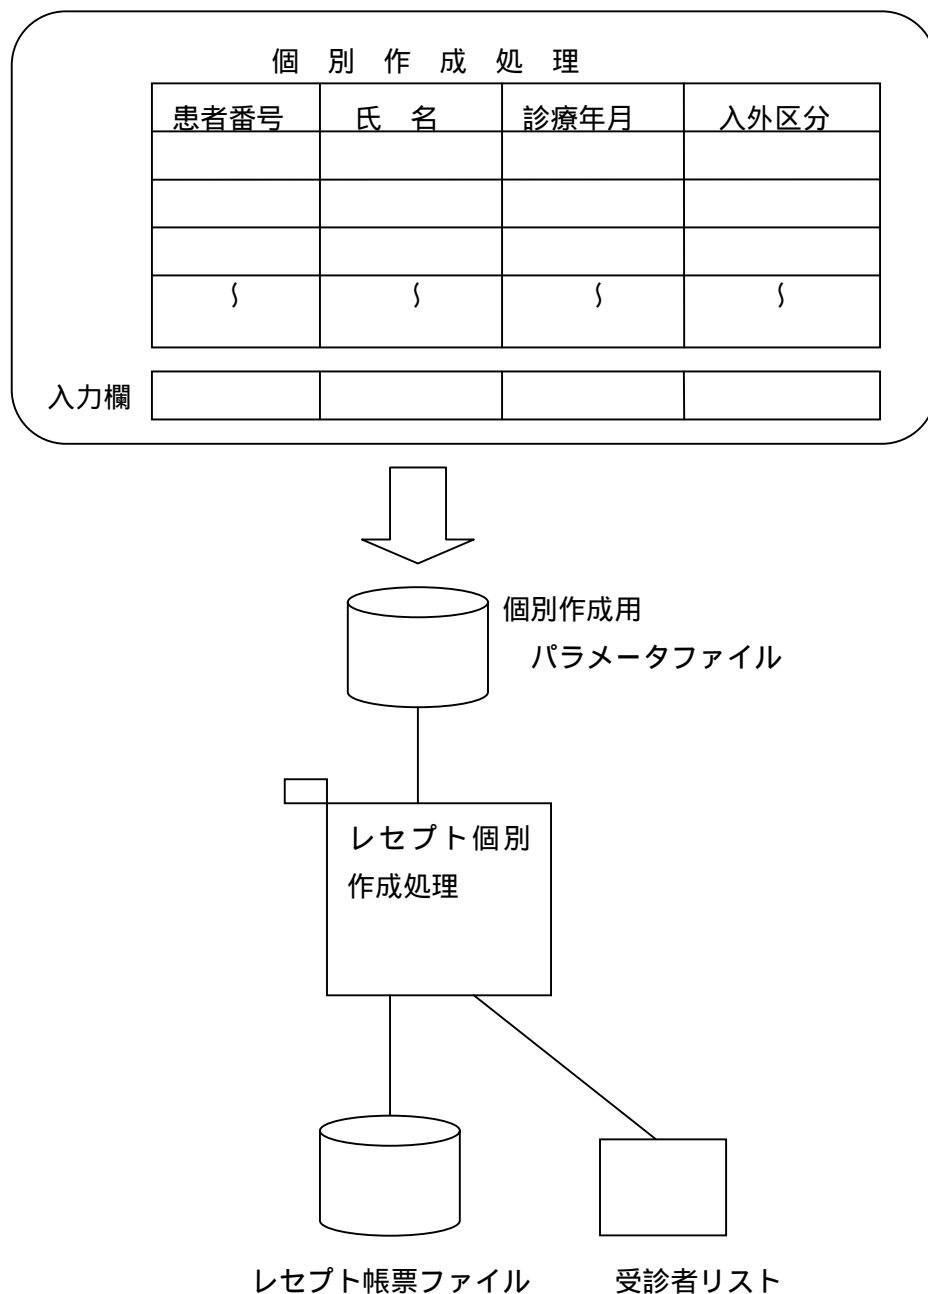 個 別 作 成 処 理
患者番号 氏 名 診療年月 入外区分
〜 〜 〜 〜
入力欄
個別作成用
パラメータファイル
レセプト個別
作成処理
レセプト帳票ファイル 受診者リスト